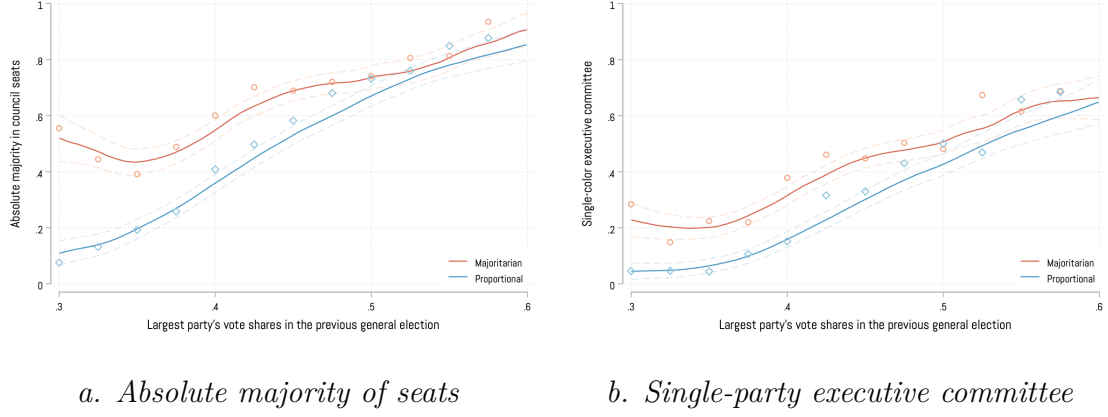 1
.8
.6
.4
.2
0
Absolute majority in council seats
Majoritarian
Proportional
.3
.4
.5
.6
Largest party's vote shares in the previous general election
a. Absolute majority of seats
1
.8
.6
.4
.2
0
Single-color executive committee
Majoritarian
Proportional
.3
.4
.5
.6
Largest party's vote shares in the previous general election
b. Single-party executive committee